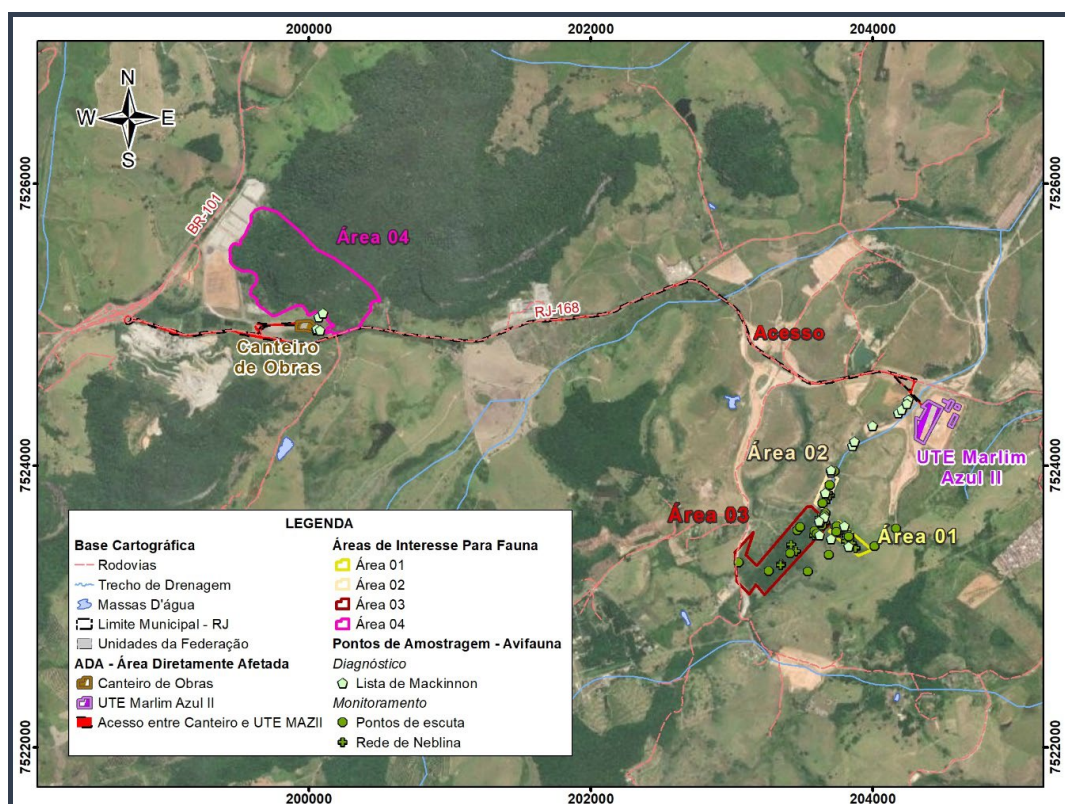 200000
202000
204000
N
W
E
S
7526000
7526000
BR-101
Área 04
RJ-168
Canteiro
de Obras
Acesso
7524000
7524000
Área 02
UTE Marlim
Azul II
Área 03
Área 01
LEGENDA
Base Cartográfica
Rodovias
Trecho de Drenagem
Massas D'água
Limite Municipal - RJ
Unidades da Federação
ADA - Área Diretamente Afetada
Canteiro de Obras
UTE Marlim Azul II
Acesso entre Canteiro e UTE MAZII
Áreas de Interesse Para Fauna
Área 01
Área 02
Área 03
Área 04
Pontos de Amostragem - Avifauna
Diagnóstico
Lista de Mackinnon
Monitoramento
Pontos de escuta
Rede de Neblina
7522000
7522000
200000
202000
204000